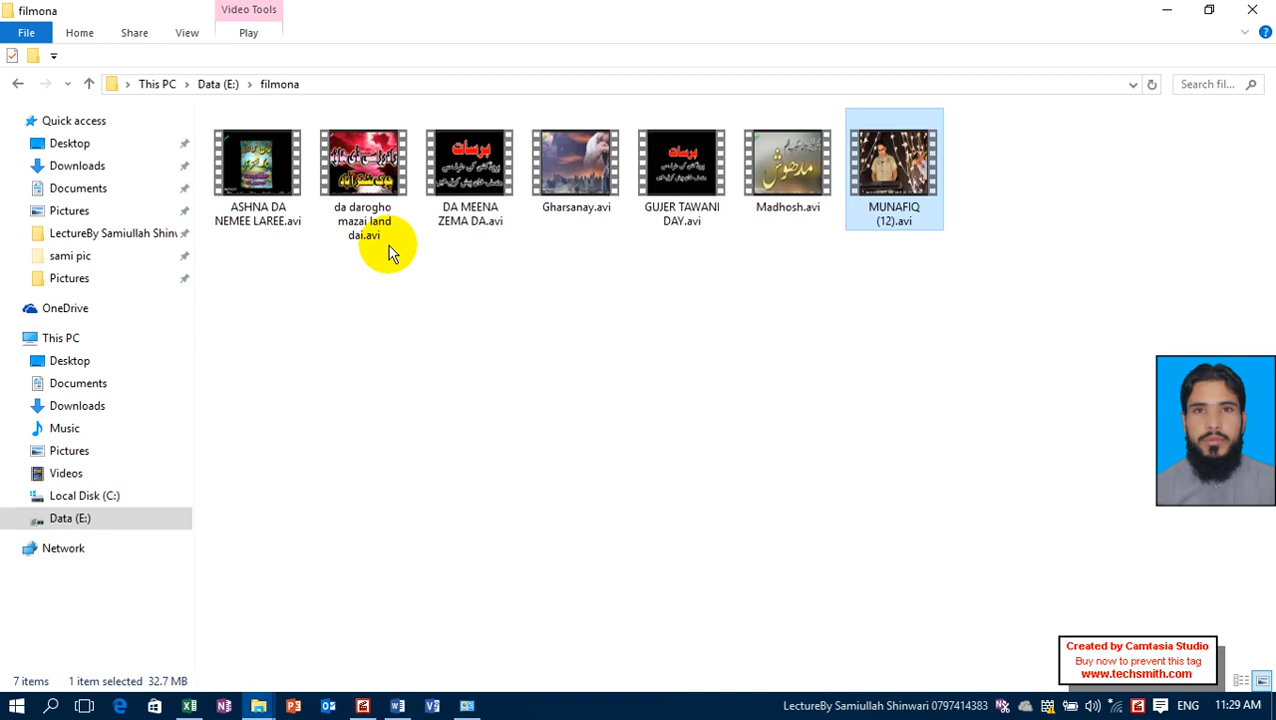 filmona
Video Tools
File
Home
Share
View
Play
This PC
Data (E:)
filmona
Search fil...
Quick access
Desktop
Downloads
Documents
Pictures
LectureBy Samiullah Shinw
sami pic
Pictures
OneDrive
This PC
Desktop
Documents
Downloads
Music
Pictures
Videos
Local Disk (C:)
Data (E:)
Network
برسات
برسات
مدهوش
ASHNA DA
NEMEE LAREE.avi
da darogho
mazai land
dai.avi
DA MEENA
ZEMA DA.avi
Gharsanay.avi
GUJER TAWANI
DAY.avi
Madhosh.avi
MUNAFIQ
(12).avi
Created by Camtasia Studio
Buy now to prevent this tag
www.techsmith.com
7 items
1 item selected 32.7 MB
LectureBy Samiullah Shinwari 0797414383
ENG
11:29 AM